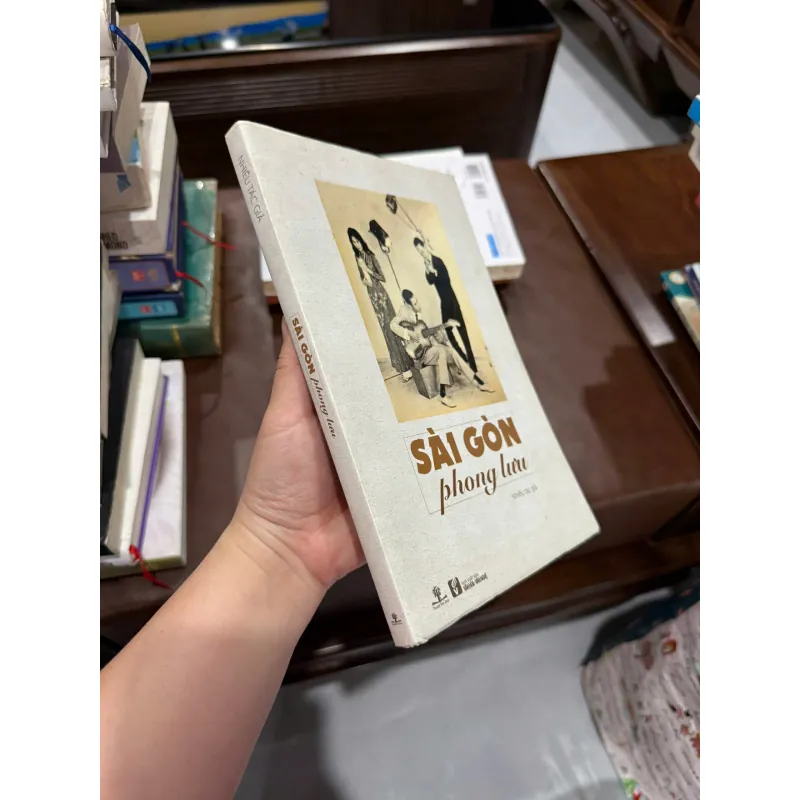 NHIỀU TÁC GIẢ
SÀI GÒN phong lưu
SÀI GÒN
phong lưu
NHIỀU TÁC GIẢ